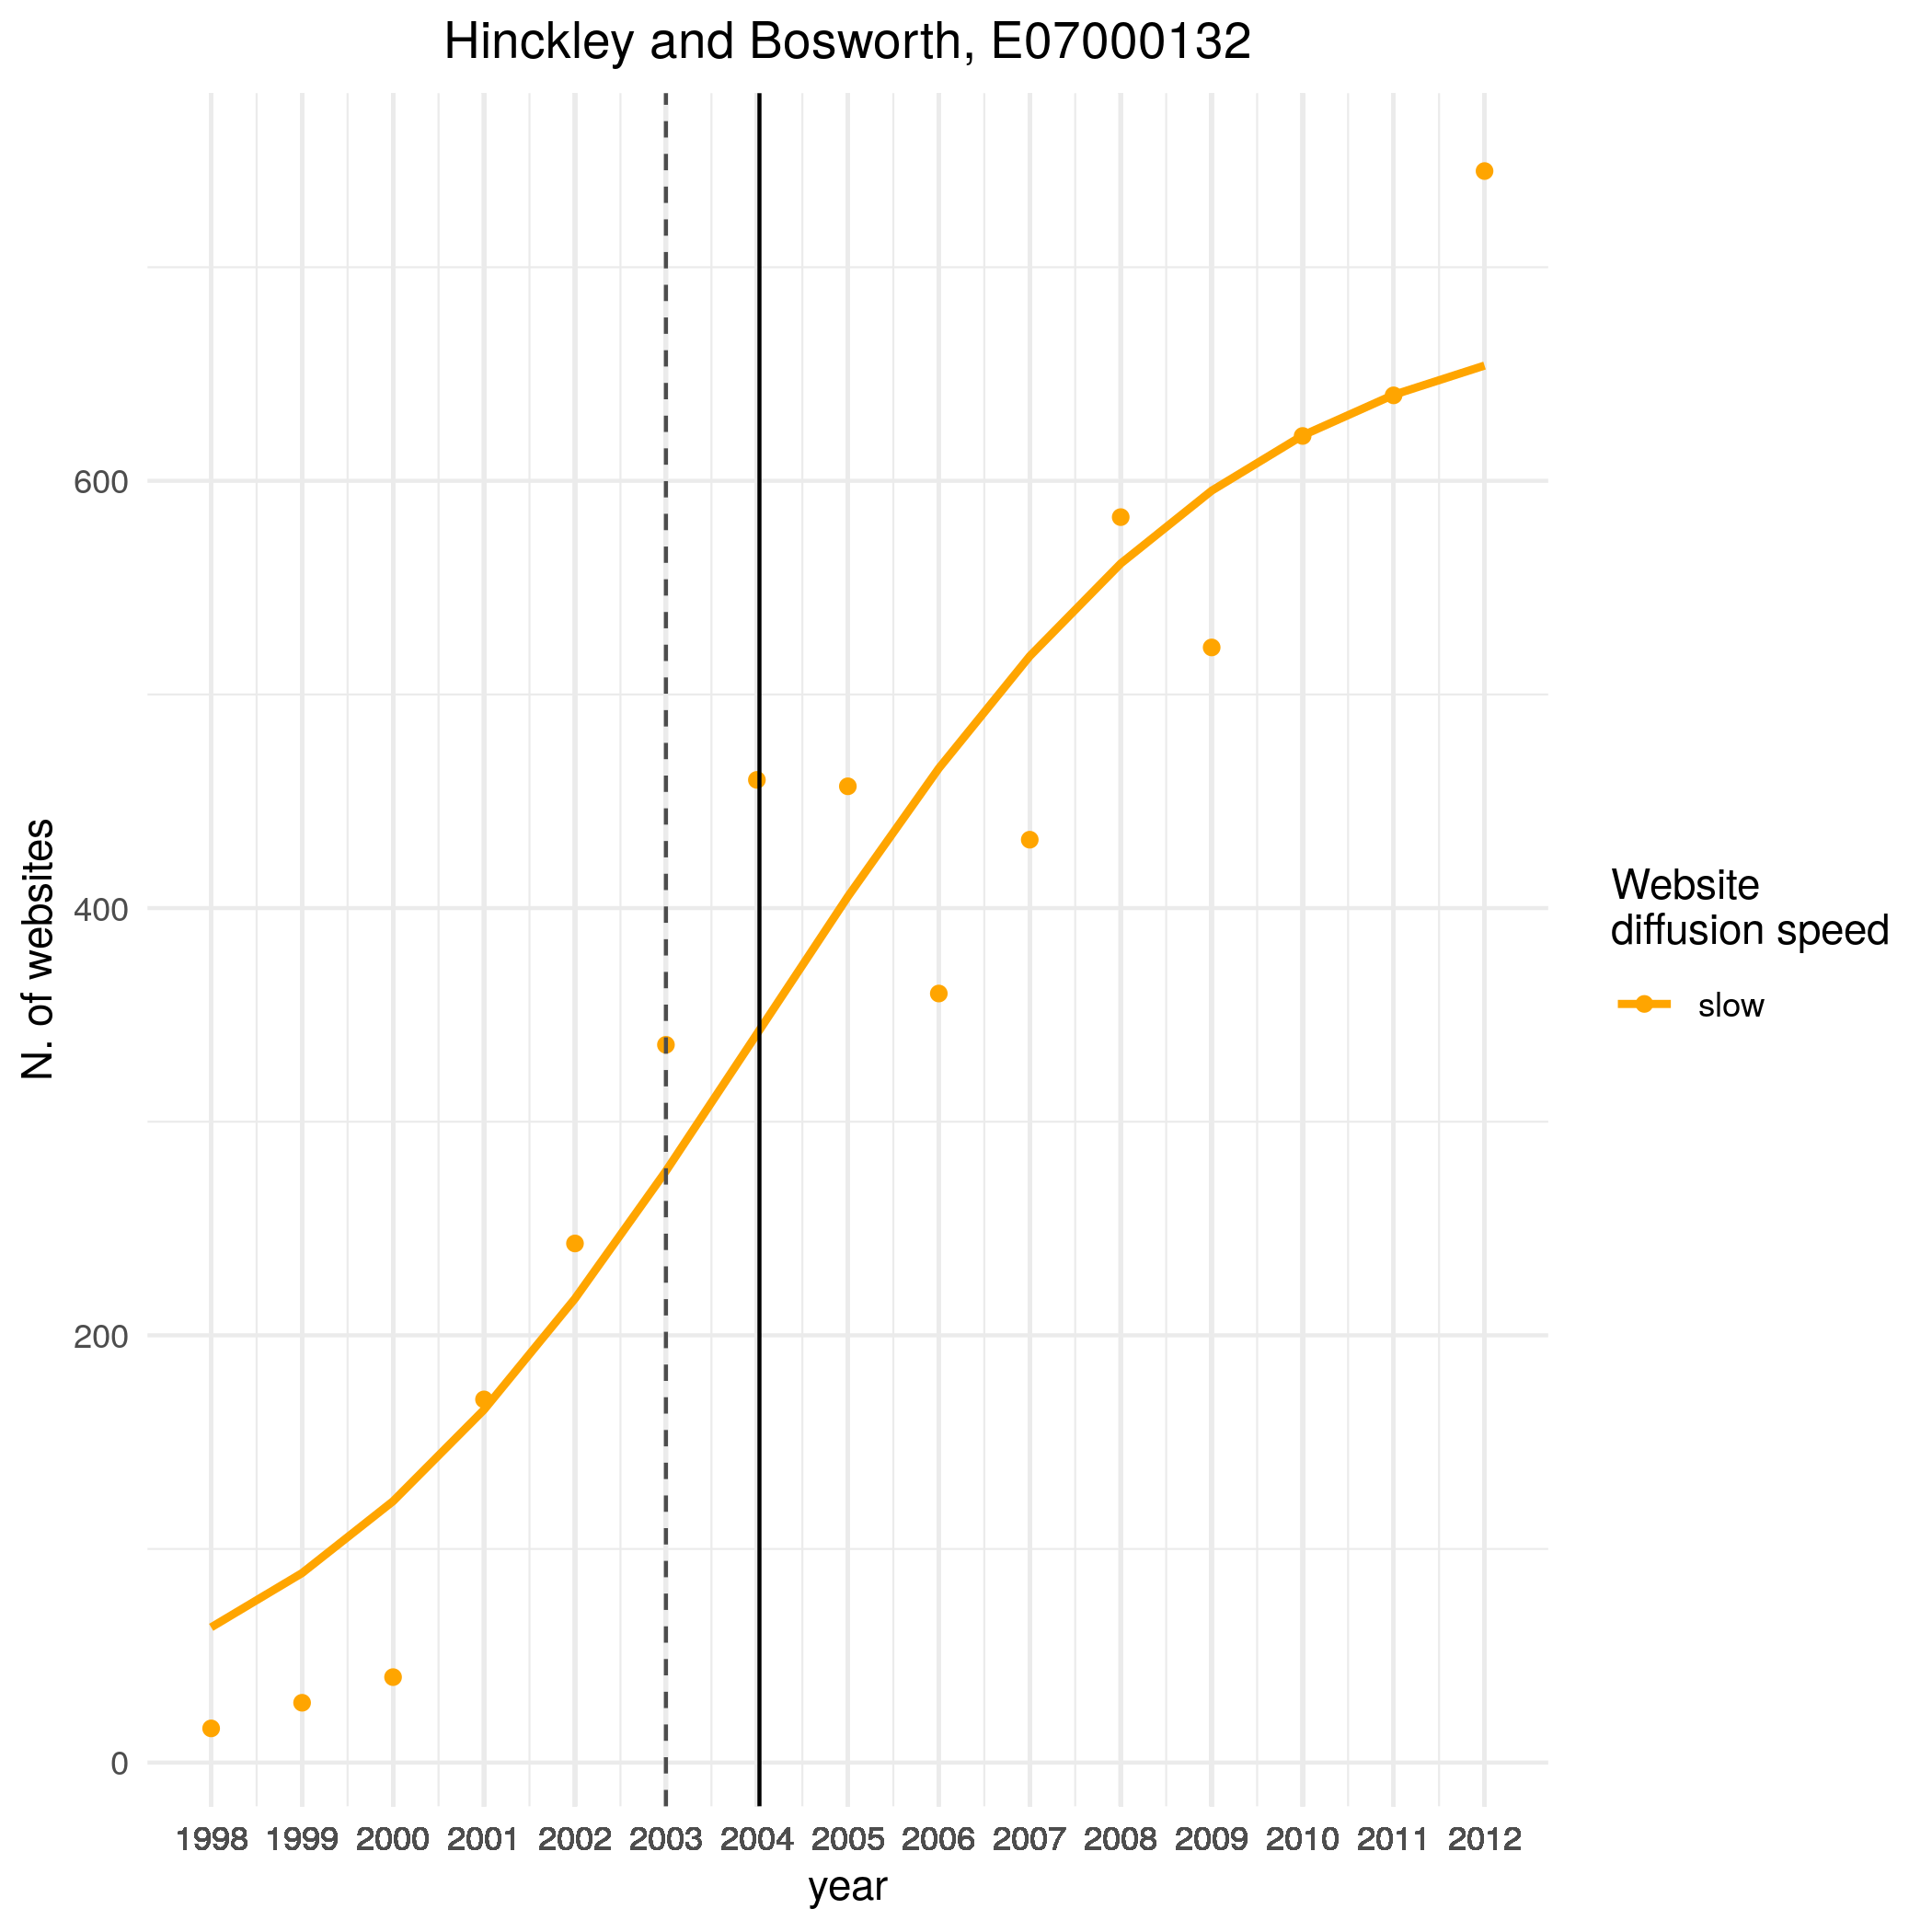 Hinckley and Bosworth, E07000132
N. of websites
600
400
200
0
1998 1999 2000 2001 2002 2003 2004 2005 2006 2007 2008 2009 2010 2011 2012
year
Website
diffusion speed
slow